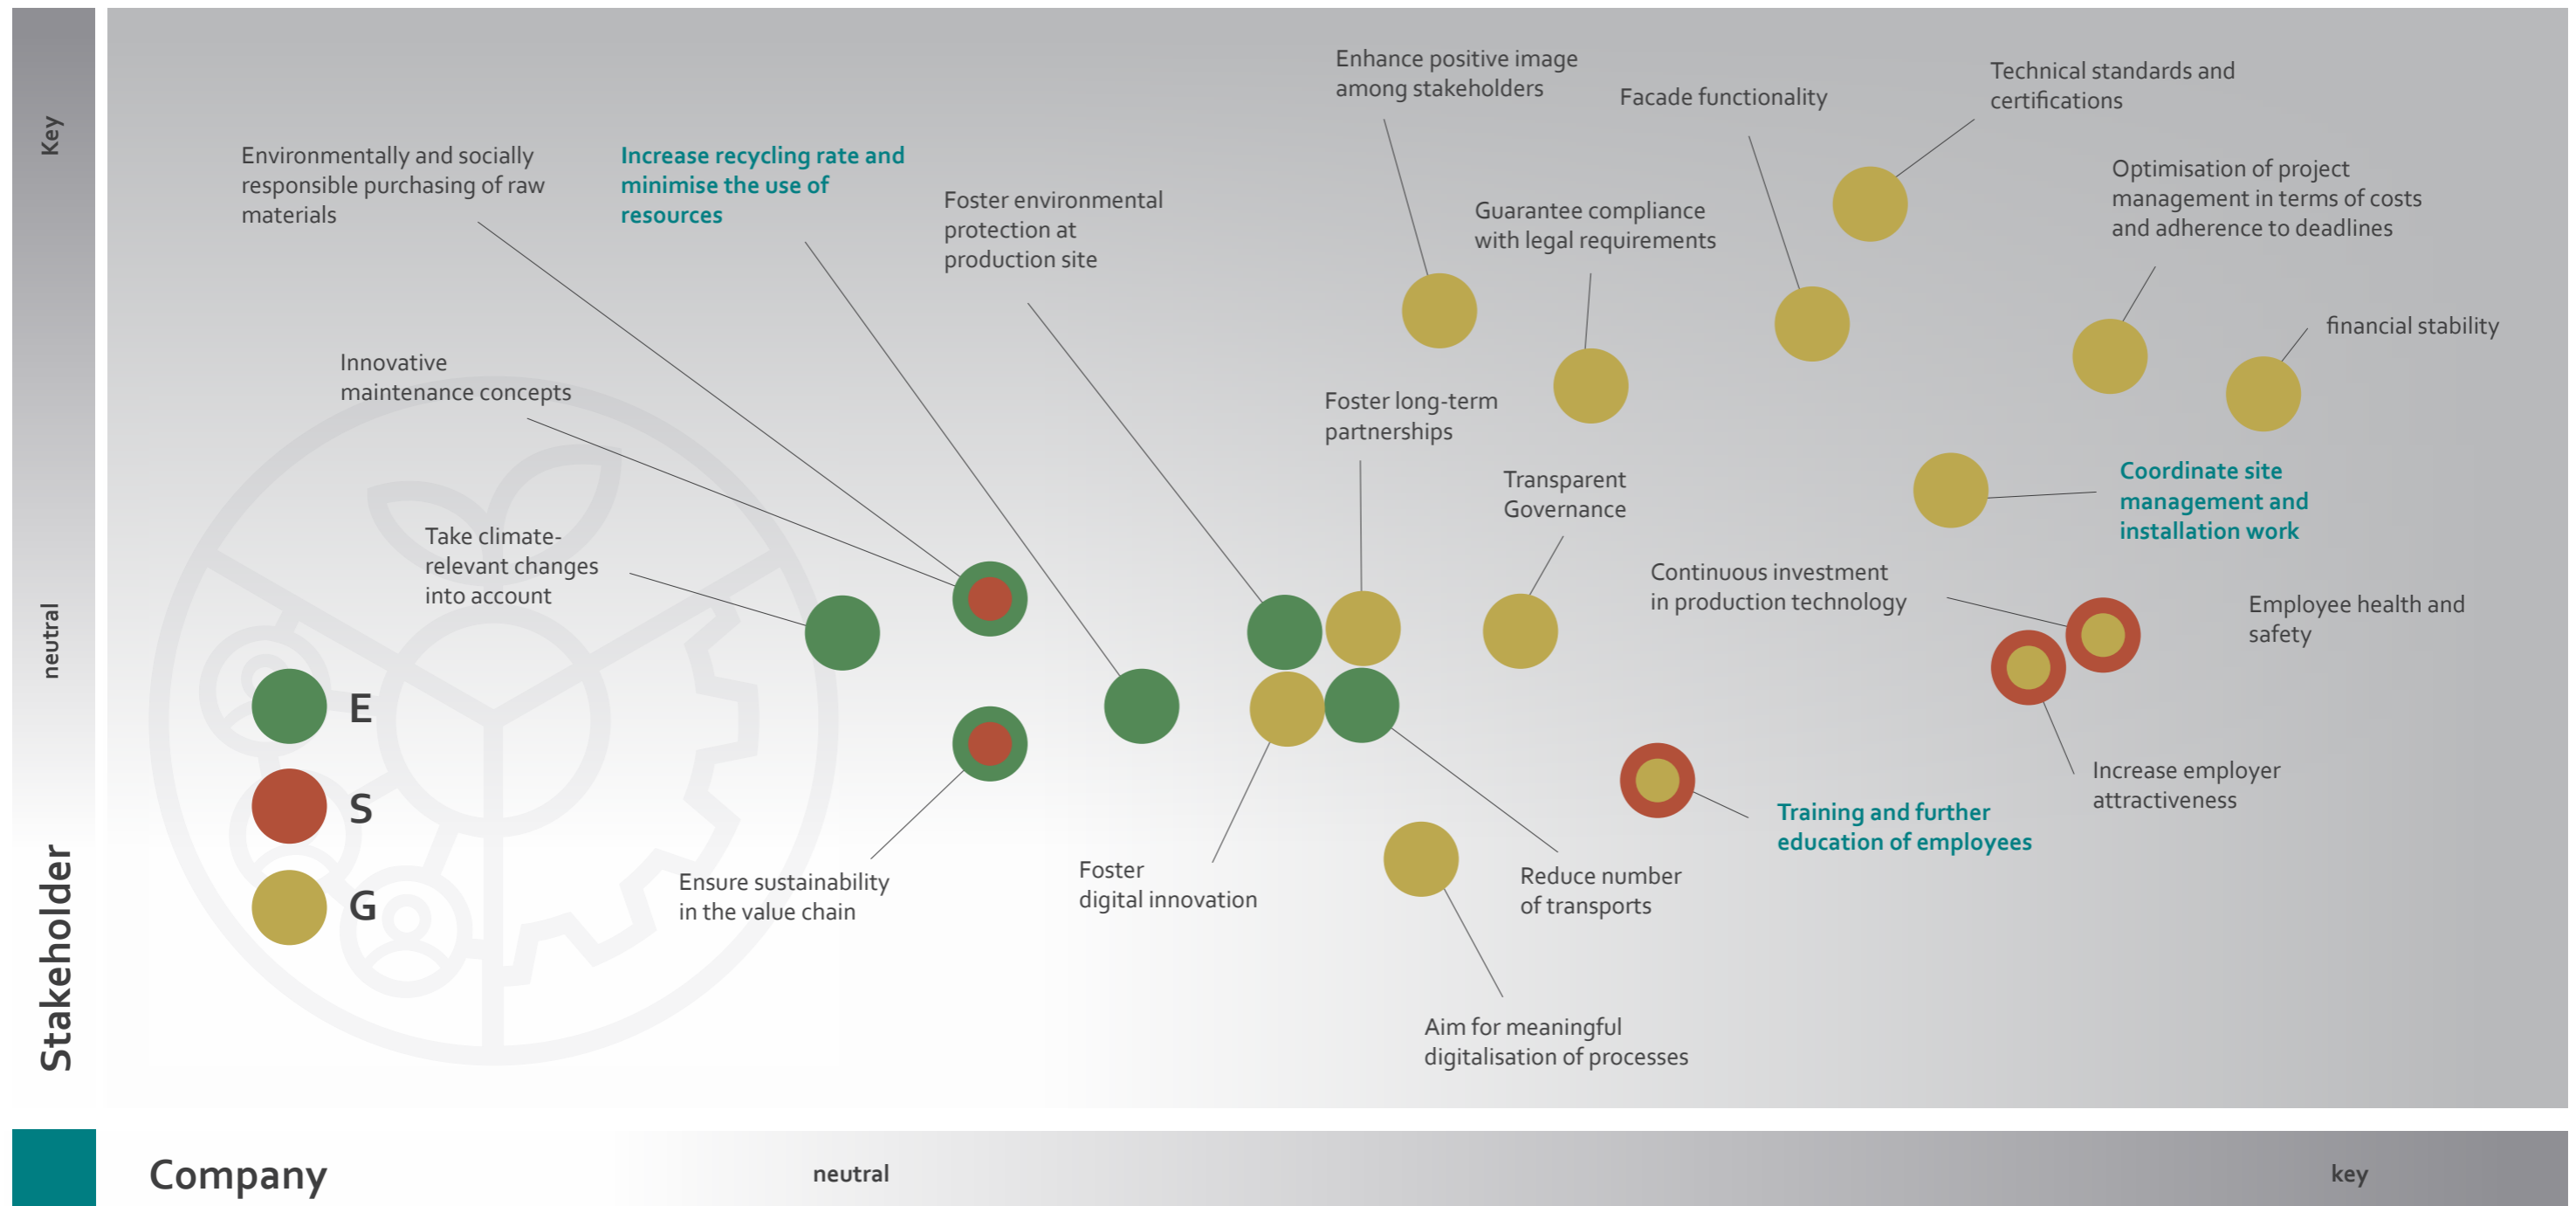 Key
neutral
Stakeholder
Enhance positive image
among stakeholders
Facade functionality
Technical standards and
certifications
Environmentally and socially
responsible purchasing of raw
materials
Increase recycling rate and
minimise the use of
resources
Foster environmental
protection at
production site
Guarantee compliance
with legal requirements
Optimisation of project
management in terms of costs
and adherence to deadlines
financial stability
Innovative
maintenance concepts
Foster long-term
partnerships
Transparent
Governance
Coordinate site
management and
installation work
Take climate-
relevant changes
into account
Continuous investment
in production technology
Employee health and
safety
E
S
G
Increase employer
attractiveness
Training and further
education of employees
Ensure sustainability
in the value chain
Foster
digital innovation
Reduce number
of transports
Aim for meaningful
digitalisation of processes
Company
neutral
key